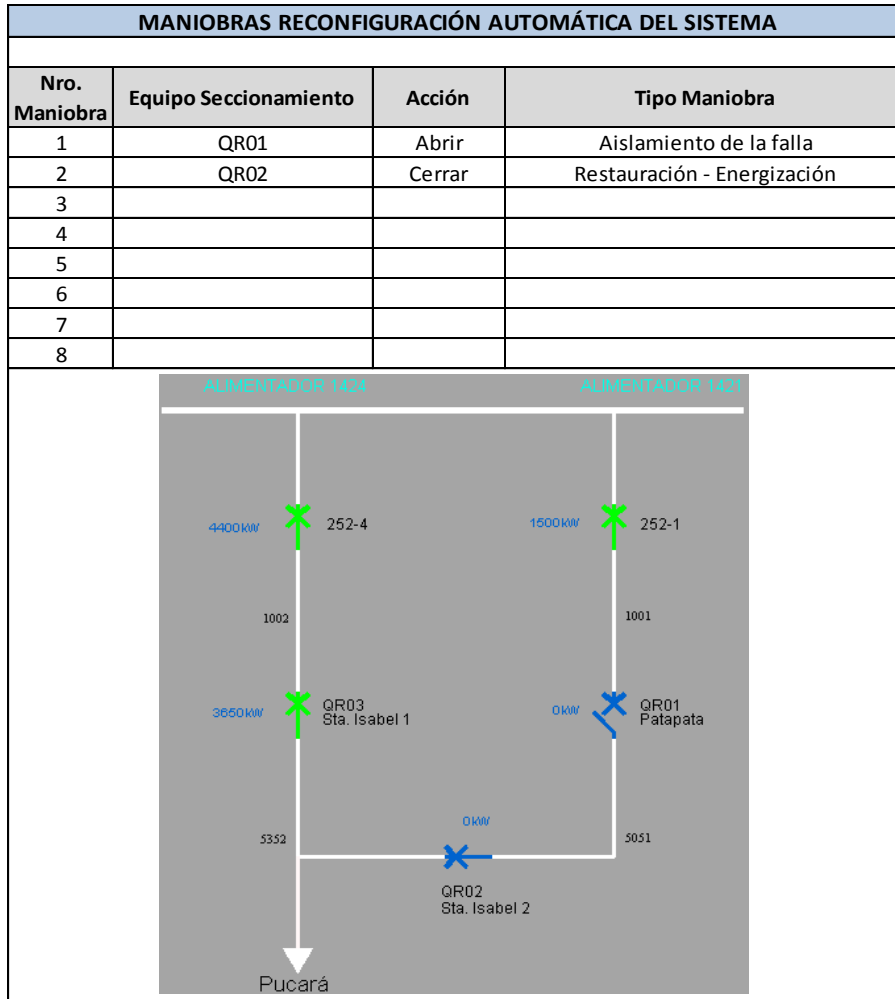 MANIOBRAS RECONFIGURACIÓN AUTOMÁTICA DEL SISTEMA
Nro. Maniobra Equipo Seccionamiento Acción Tipo Maniobra
1 QR01 Abrir Aislamiento de la falla
2 QR02 Cerrar Restauración - Energización
3
4
5
6
7
8
ALIMENTADOR 1424 ALIMENTADOR 1421
4400kW 252-4 1500kW 252-1
1002 1001
3650kW QR03 0kW QR01
Sta. Isabel 1 Patapata
5352 0kW 5051
QR02
Sta. Isabel 2
Pucará